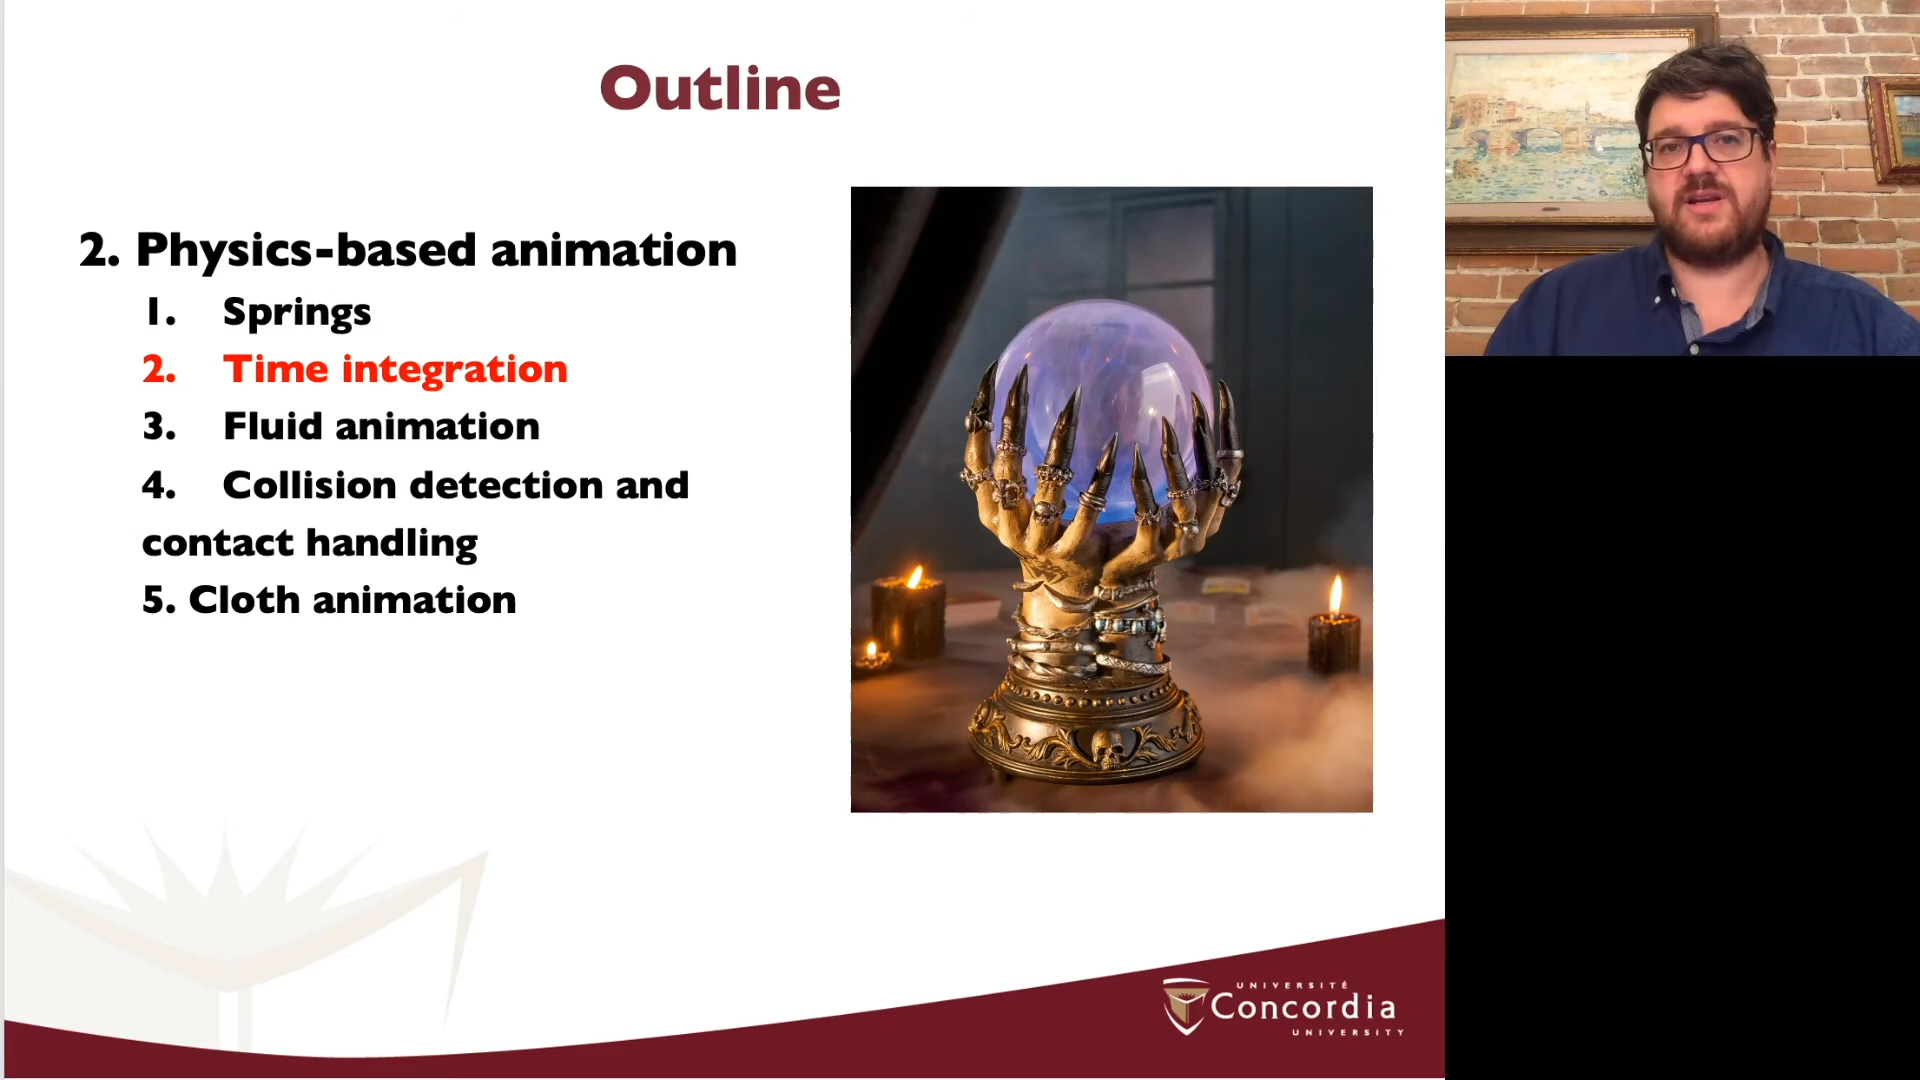 Outline
2. Physics-based animation
1. Springs
2. Time integration
3. Fluid animation
4. Collision detection and
contact handling
5. Cloth animation
UNIVERSITÉ
Concordia
UNIVERSITY